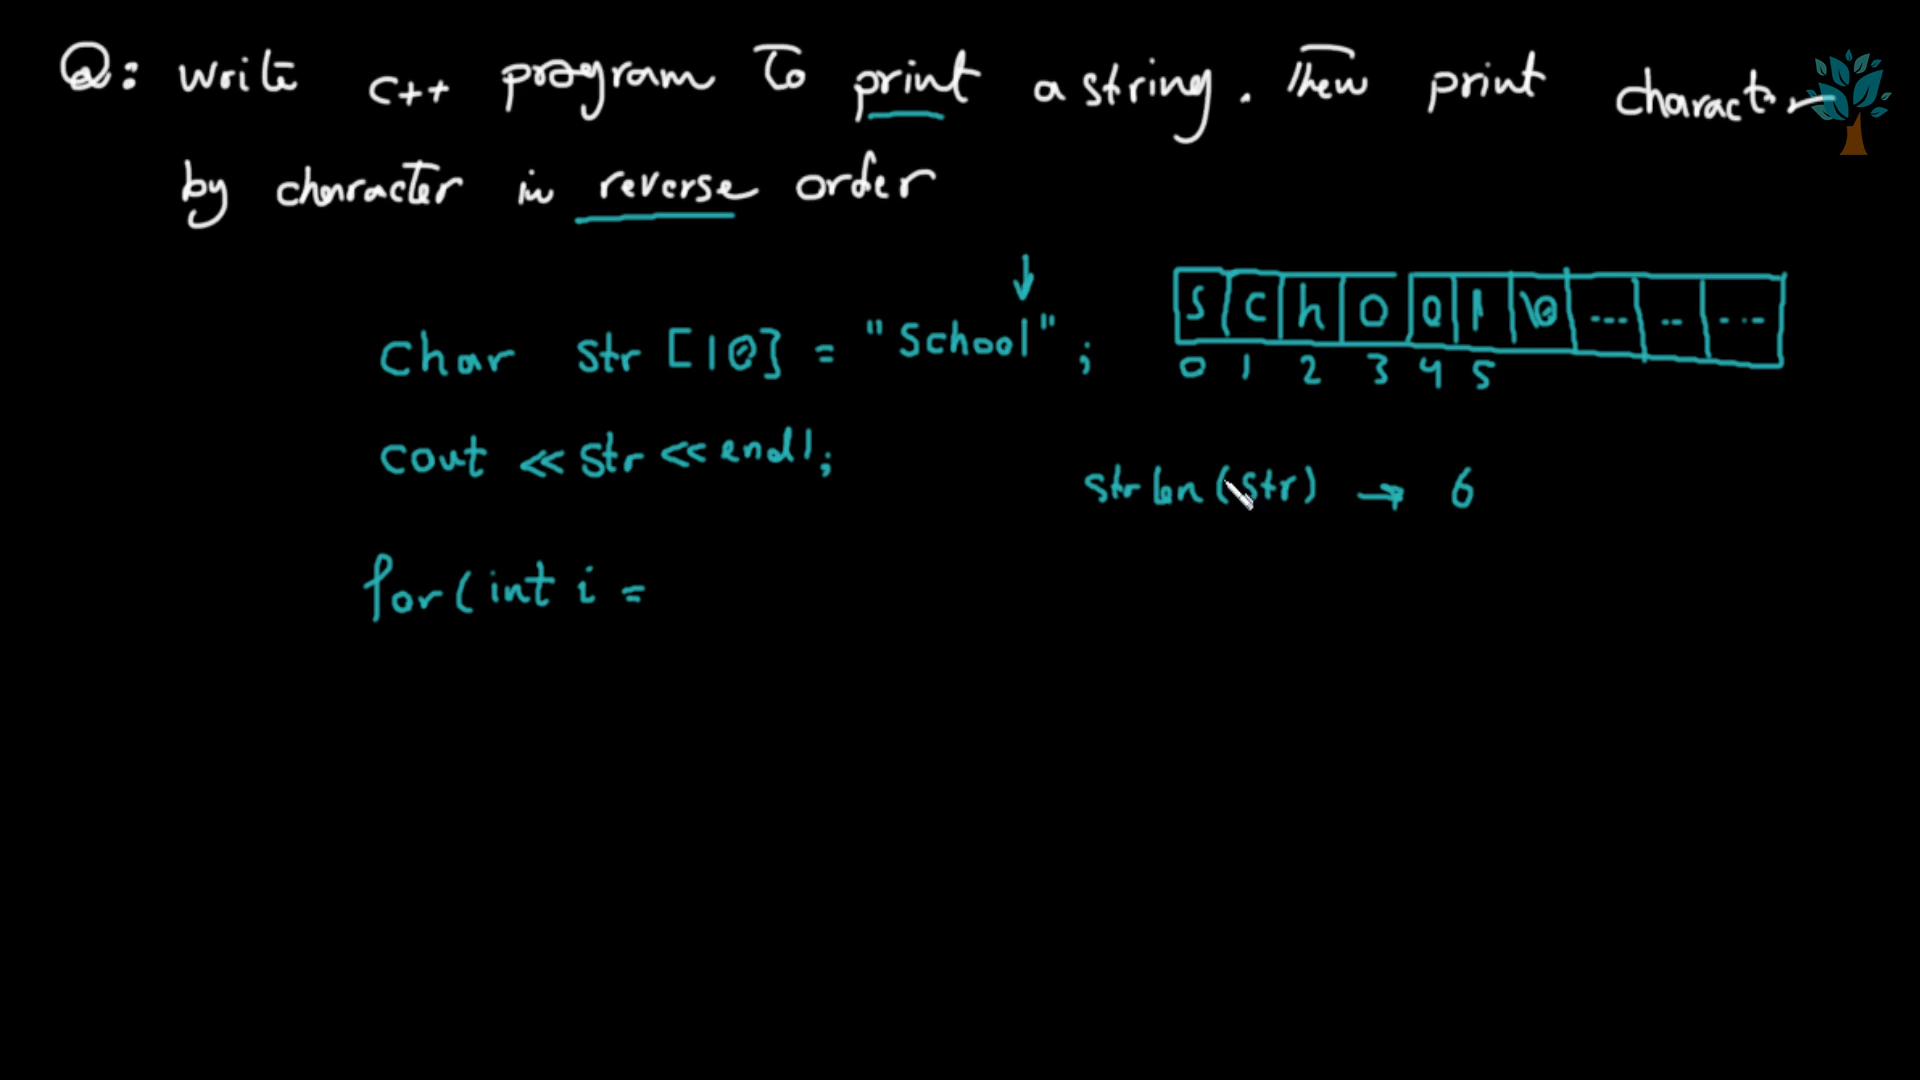 Q: write c++ program To print a string. Then print character
by character in reverse order
char str [10] = "School" ;
S c h o o l \0 --- -- ---
0 1 2 3 4 5
cout << str << endl;
strlen(str) → 6
for( int i =